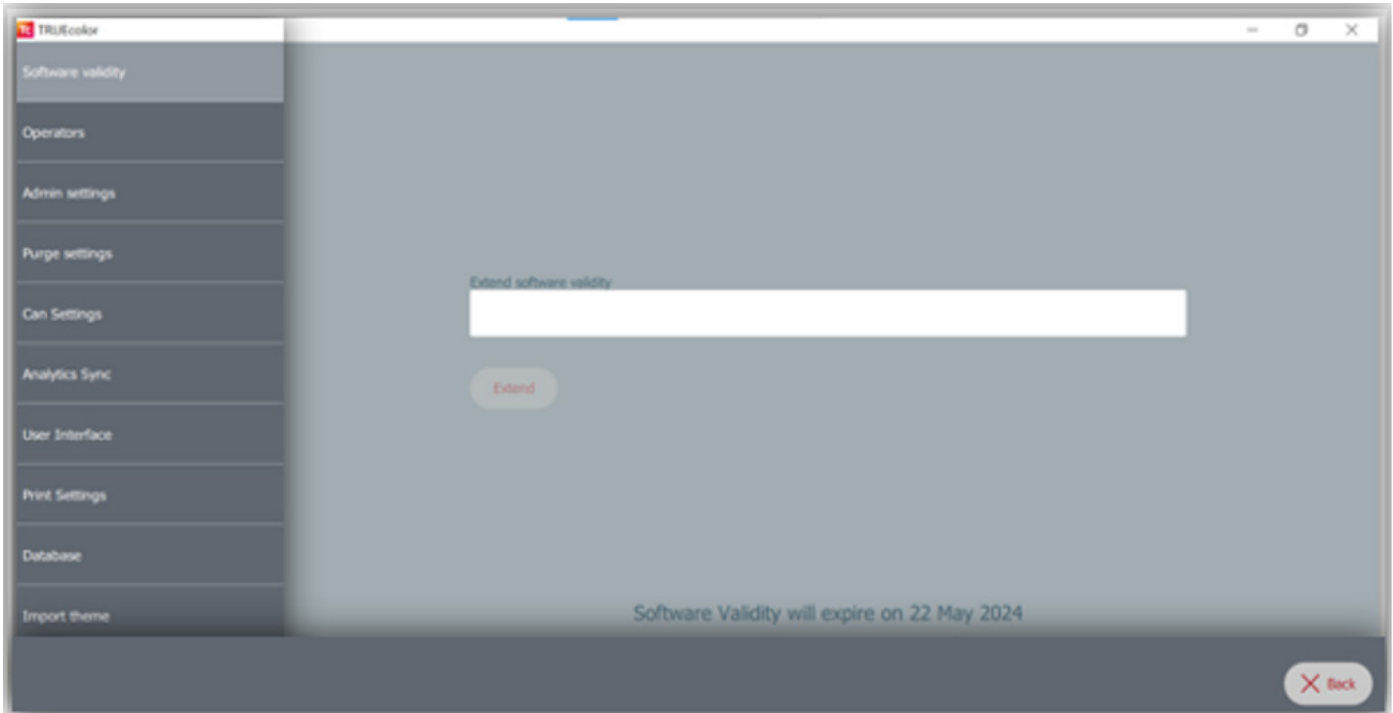 Tc TRUEcolor
Software validity
Operators
Admin settings
Purge settings
Can Settings
Analytics Sync
User Interface
Print Settings
Database
Import theme
Extend software validity
Extend
Software Validity will expire on 22 May 2024
Back